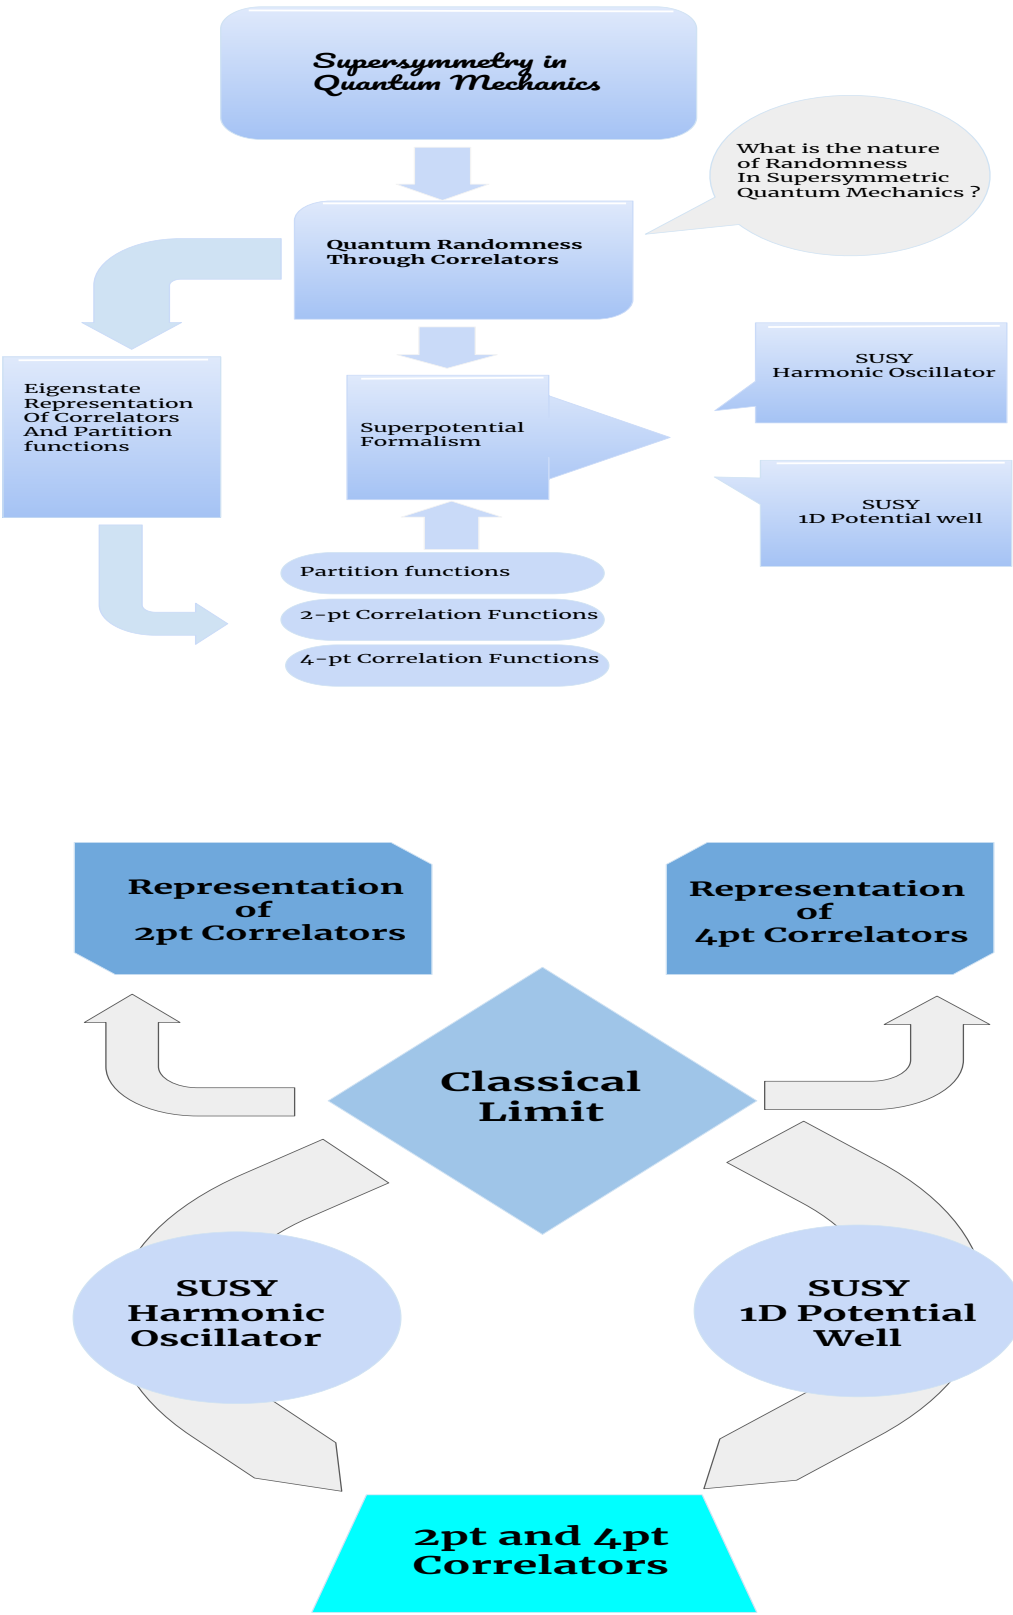 Supersymmetry in
Quantum Mechanics
What is the nature
of Randomness
In Supersymmetric
Quantum Mechanics ?
Quantum Randomness
Through Correlators
Eigenstate
Representation
Of Correlators
And Partition
functions
Superpotential
Formalism
SUSY
Harmonic Oscillator
SUSY
1D Potential well
Partition functions
2-pt Correlation Functions
4-pt Correlation Functions
Representation
of
2pt Correlators
Representation
of
4pt Correlators
Classical
Limit
SUSY
Harmonic
Oscillator
SUSY
1D Potential
Well
2pt and 4pt
Correlators